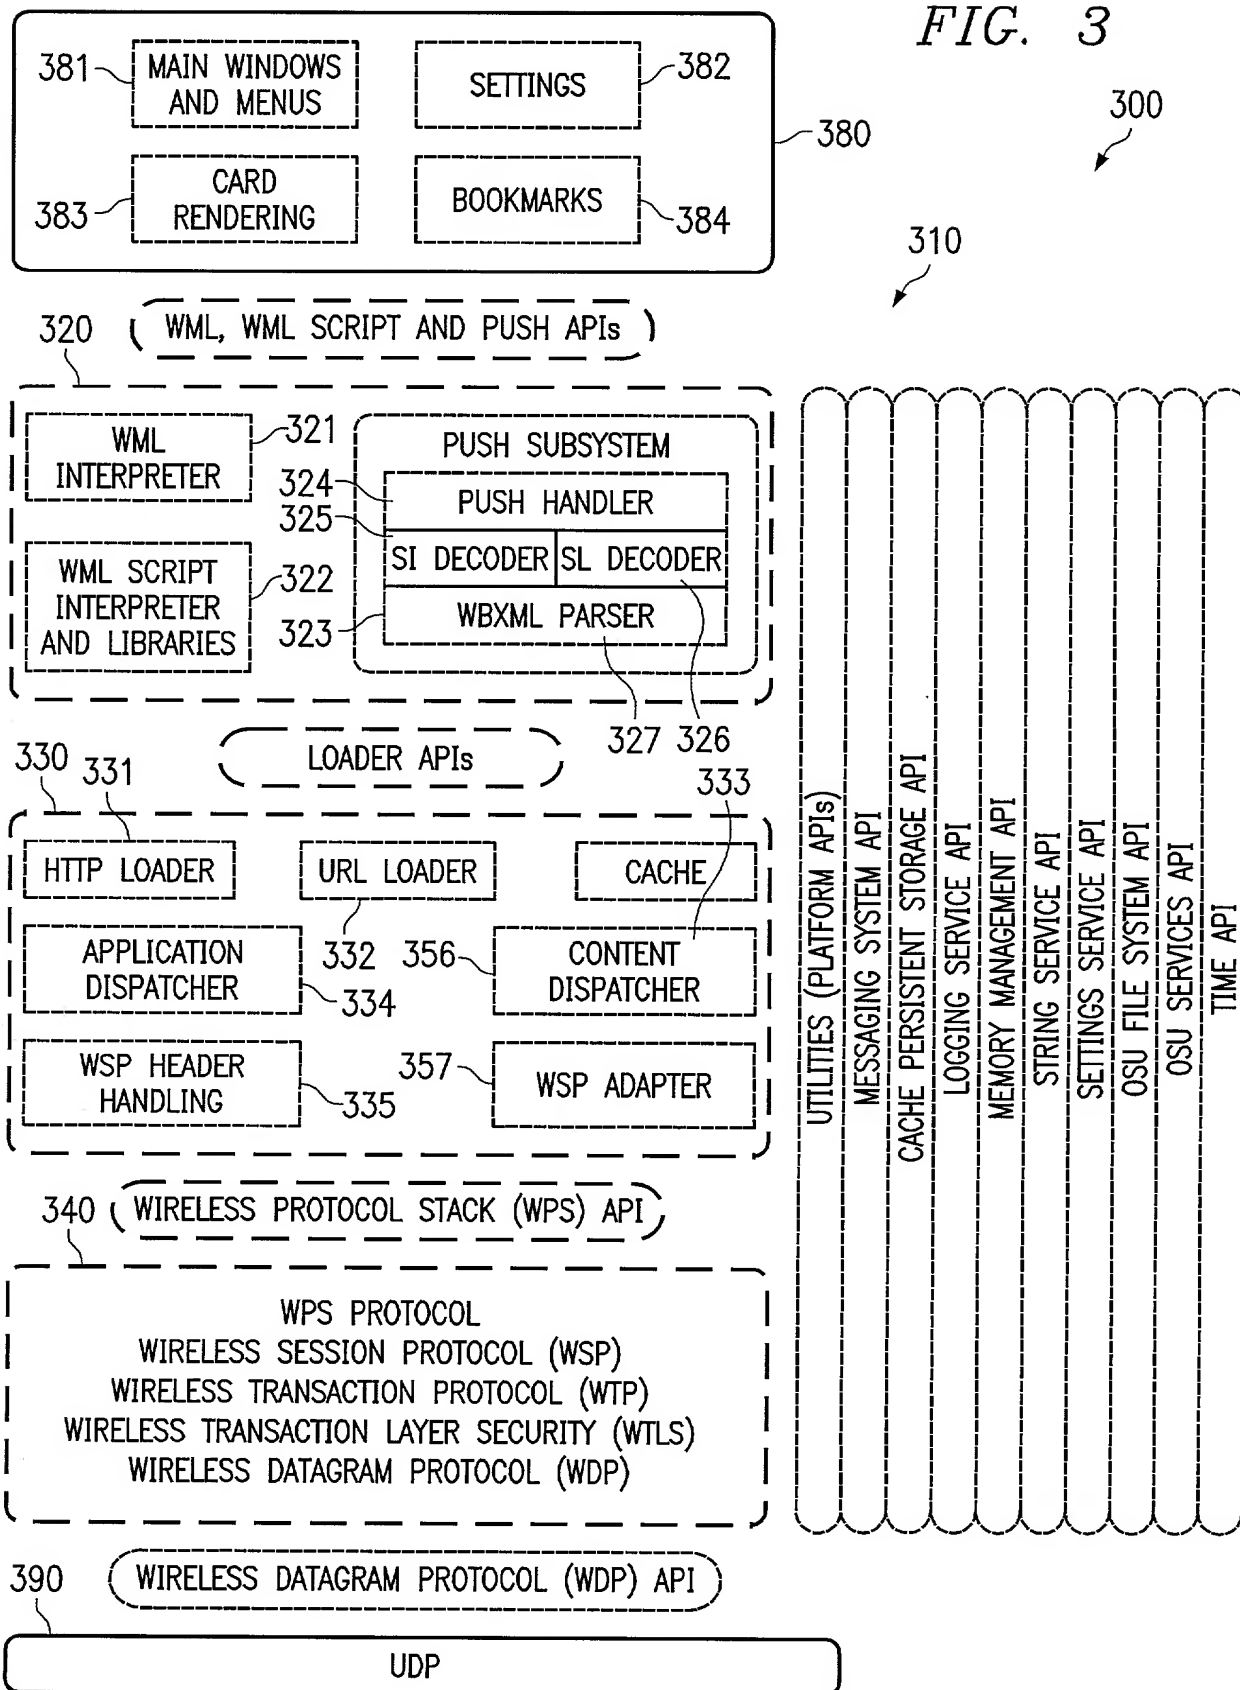 FIG. 3
300
310
381
MAIN WINDOWS
AND MENUS
SETTINGS
382
380
383
CARD
RENDERING
BOOKMARKS
384
320
WML, WML SCRIPT AND PUSH APIs
WML
INTERPRETER
321
PUSH SUBSYSTEM
324
PUSH HANDLER
325
SI DECODER
SL DECODER
WML SCRIPT
INTERPRETER
AND LIBRARIES
322
323
WBXML PARSER
327
326
330
331
LOADER APIs
333
HTTP LOADER
URL LOADER
CACHE
332
APPLICATION
DISPATCHER
334
356
CONTENT
DISPATCHER
WSP HEADER
HANDLING
335
357
WSP ADAPTER
340
WIRELESS PROTOCOL STACK (WPS) API
WPS PROTOCOL
WIRELESS SESSION PROTOCOL (WSP)
WIRELESS TRANSACTION PROTOCOL (WTP)
WIRELESS TRANSACTION LAYER SECURITY (WTLS)
WIRELESS DATAGRAM PROTOCOL (WDP)
390
WIRELESS DATAGRAM PROTOCOL (WDP) API
UDP
UTILITIES (PLATFORM APIs)
MESSAGING SYSTEM API
CACHE PERSISTENT STORAGE API
LOGGING SERVICE API
MEMORY MANAGEMENT API
STRING SERVICE API
SETTINGS SERVICE API
OSU FILE SYSTEM API
OSU SERVICES API
TIME API